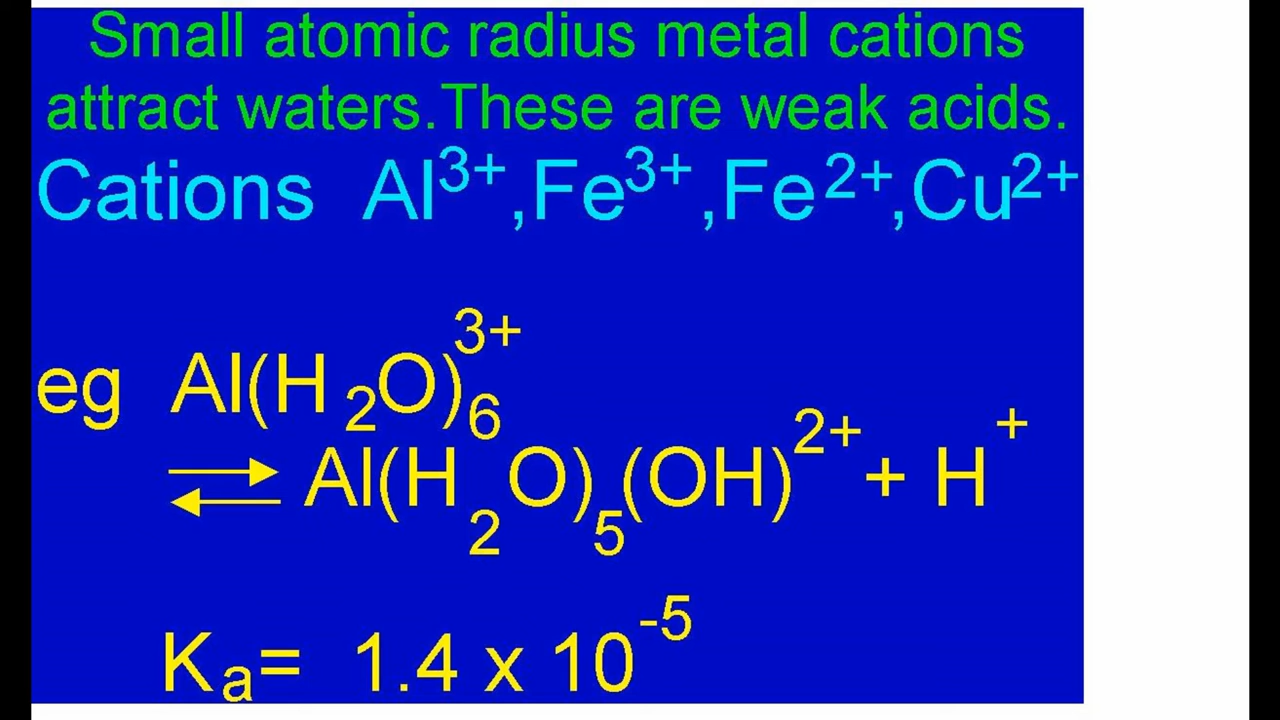 Small atomic radius metal cations
attract waters.These are weak acids.
Cations Al³⁺,Fe³⁺,Fe²⁺,Cu²⁺
eg Al(H₂O)₆³⁺
⇌ Al(H₂O)₅(OH)²⁺ + H⁺
Kₐ= 1.4 x 10⁻⁵